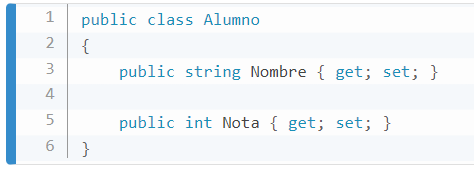 1 public class Alumno
2 {
3 public string Nombre { get; set; }
4
5 public int Nota { get; set; }
6 }